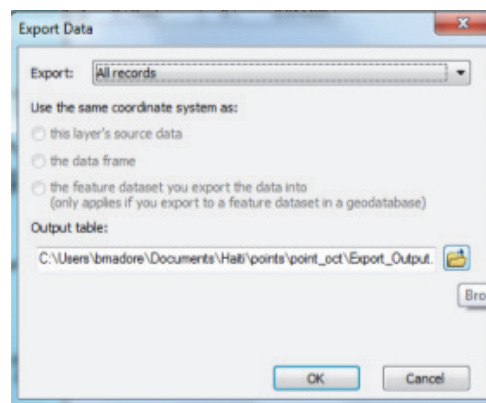 Export Data
Export: All records
Use the same coordinate system as:
this layer's source data
the data frame
the feature dataset you export the data into
(only applies if you export to a feature dataset in a geodatabase)
Output table:
C:\Users\bmadore\Documents\Haiti\points\point_oct\Export_Output.
Bro
OK Cancel